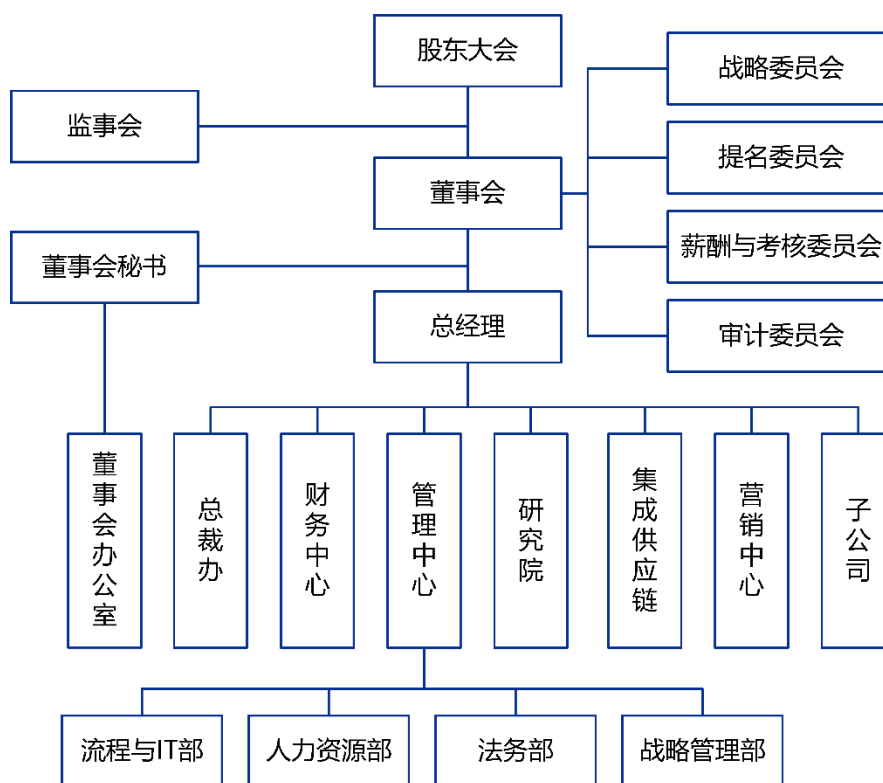 股东大会
战略委员会
监事会
提名委员会
董事会
薪酬与考核委员会
董事会秘书
总经理
审计委员会
董事会办公室
总裁办
财务中心
管理中心
研究院
集成供应链
营销中心
子公司
流程与IT部
人力资源部
法务部
战略管理部